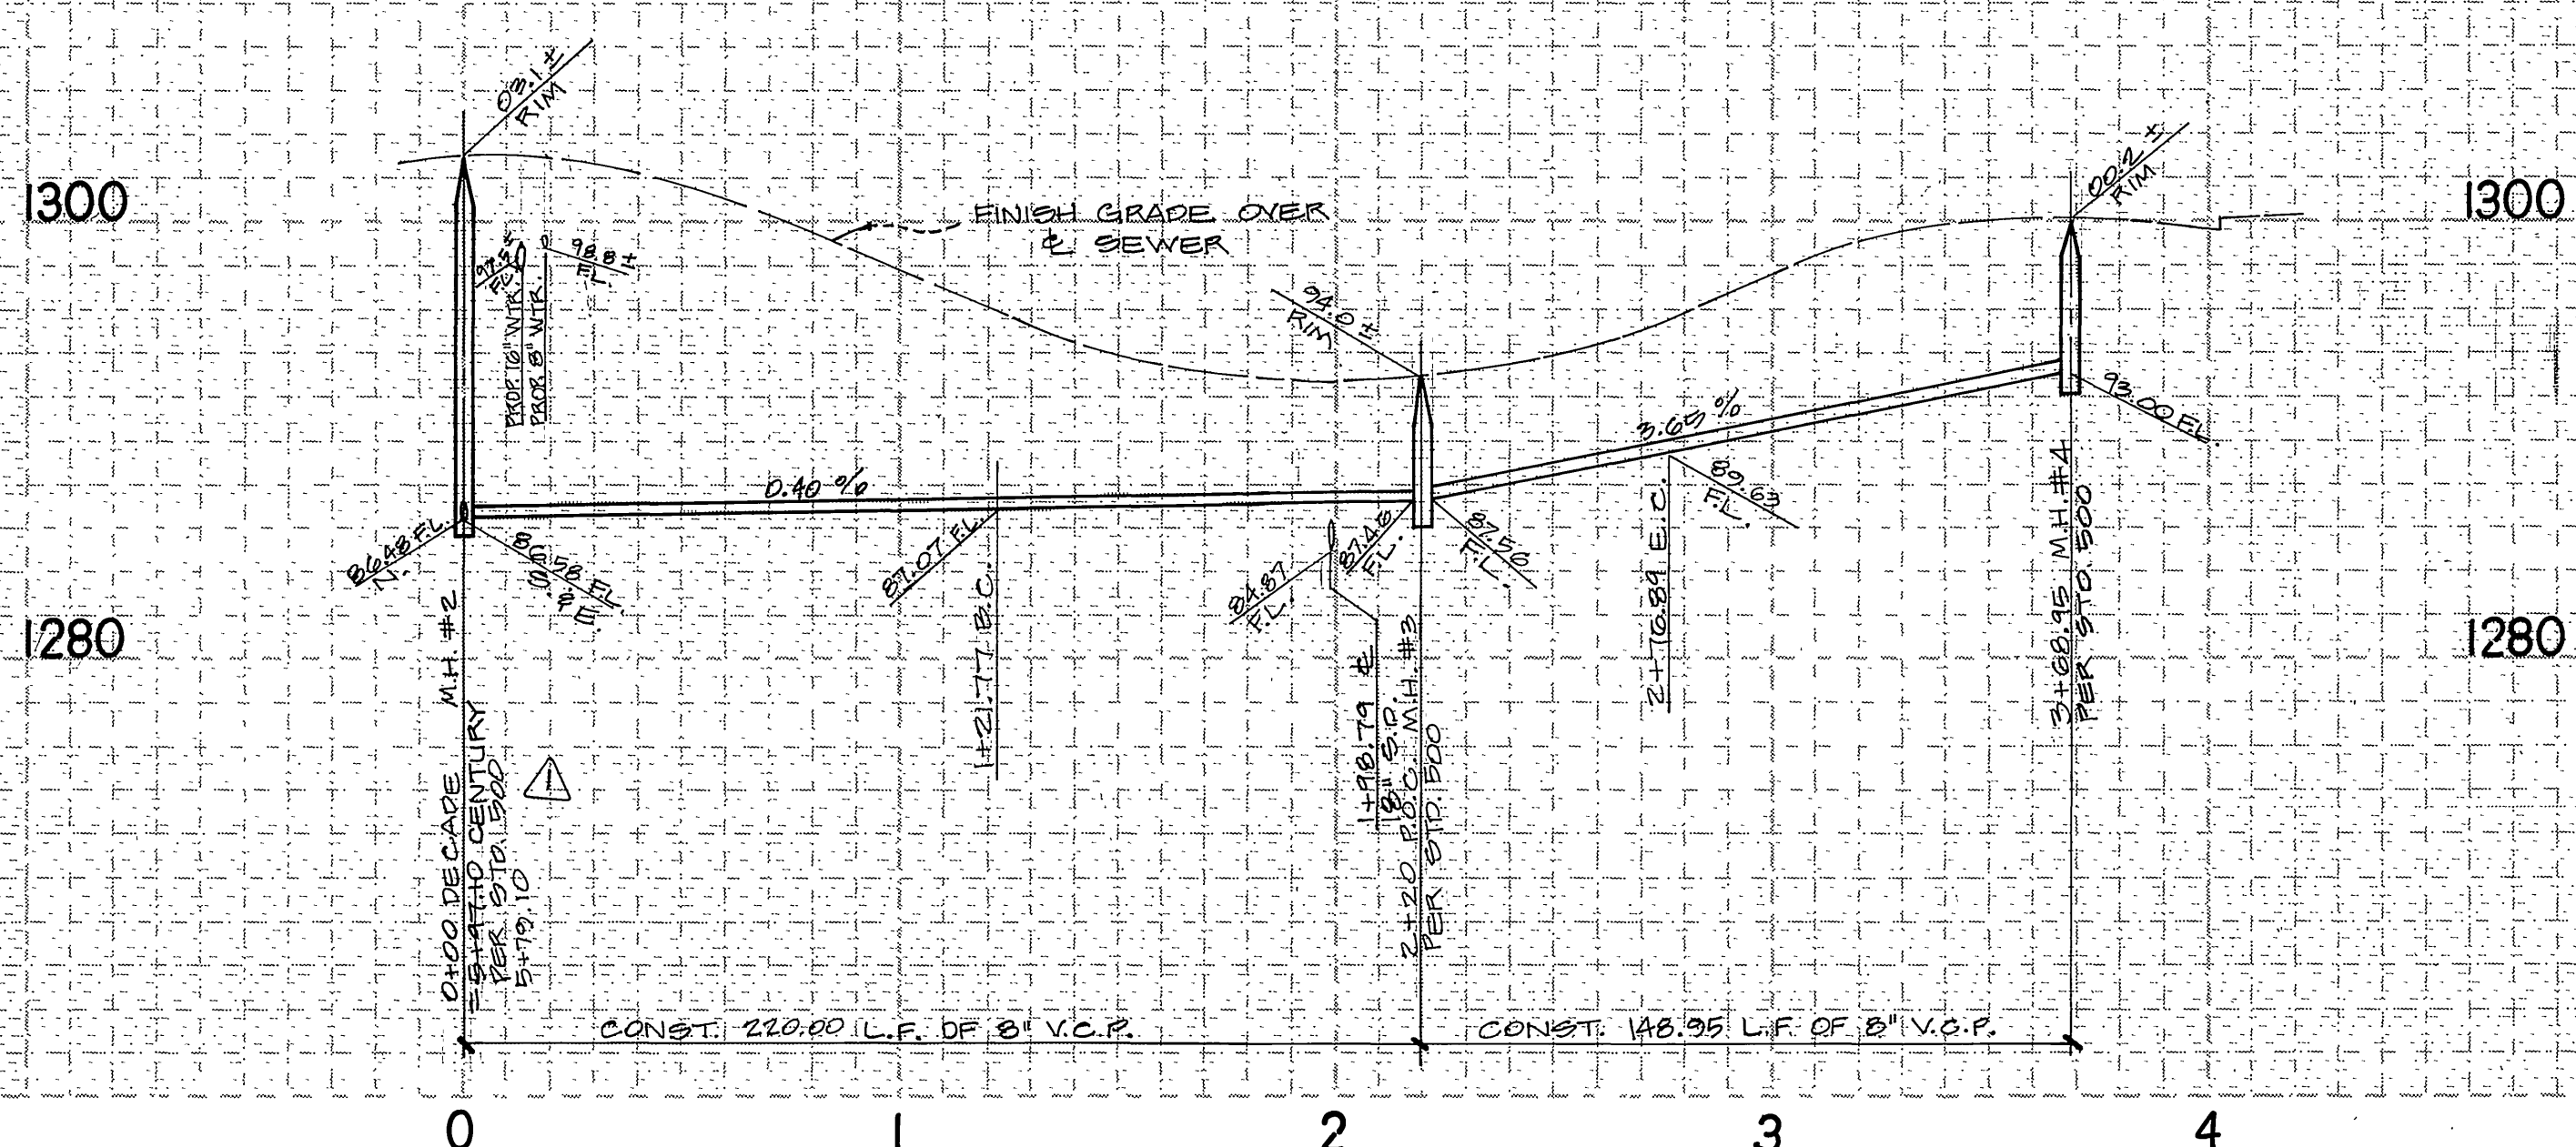 03.1 ±
RIM
00.2 ±
RIM
1300
1300
FINISH GRADE OVER
℄ SEWER
97.5 ±
F.L.
98.8 ±
F.L.
PROP. 16" WTR.
PROP. 8" WTR.
94.0 ±
RIM
0.40 %
3.65 %
93.00 F.L.
86.48 F.L.
N.
86.58 F.L.
S. & E.
87.07 F.L.
1+21.77 B.C.
84.87
F.L.
87.46
F.L.
87.56
F.L.
89.63
F.L.
2+76.89 E.C.
1280
1280
M.H. #2
0+00 DECADE
=5+97.10 CENTURY
PER STD. 500
5+79.10
1
1+98.79 ℄
18" S.D.
2+20 P.O.C. M.H. #3
PER STD. 500
3+68.95 M.H. #4
PER STD. 500
CONST. 220.00 L.F. OF 8" V.C.P.
CONST. 148.95 L.F. OF 8" V.C.P.
0
1
2
3
4